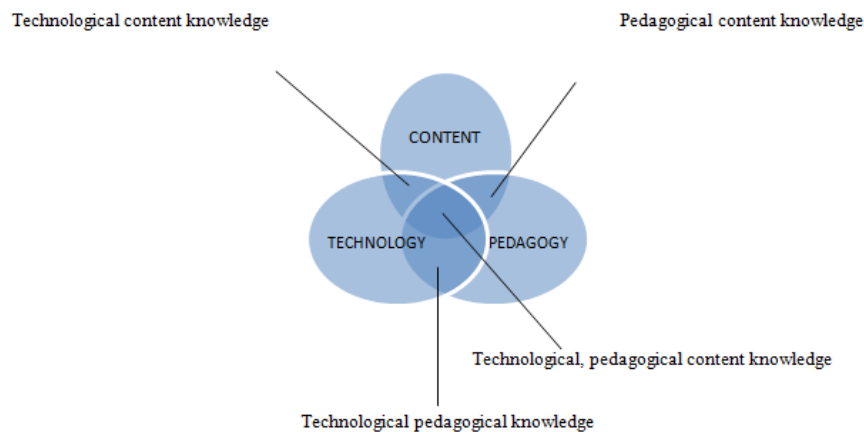 Technological content knowledge
Pedagogical content knowledge
CONTENT
TECHNOLOGY
PEDAGOGY
Technological, pedagogical content knowledge
Technological pedagogical knowledge